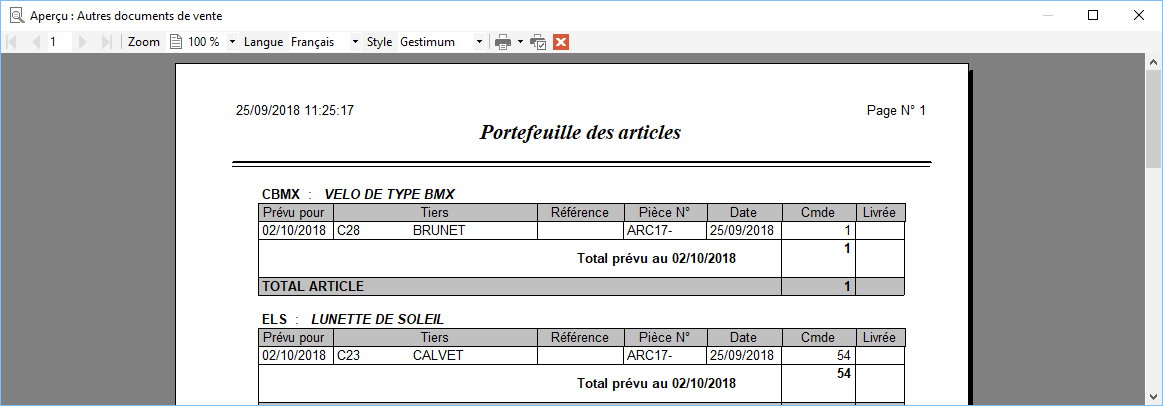 Aperçu : Autres documents de vente
1 Zoom 100 % Langue Français Style Gestimum
25/09/2018 11:25:17 Page N° 1
Portefeuille des articles
CBMX : VELO DE TYPE BMX
Prévu pour Tiers Référence Pièce N° Date Cmde Livrée
02/10/2018 C28 BRUNET ARC17- 25/09/2018 1
1
Total prévu au 02/10/2018
TOTAL ARTICLE 1
ELS : LUNETTE DE SOLEIL
Prévu pour Tiers Référence Pièce N° Date Cmde Livrée
02/10/2018 C23 CALVET ARC17- 25/09/2018 54
54
Total prévu au 02/10/2018